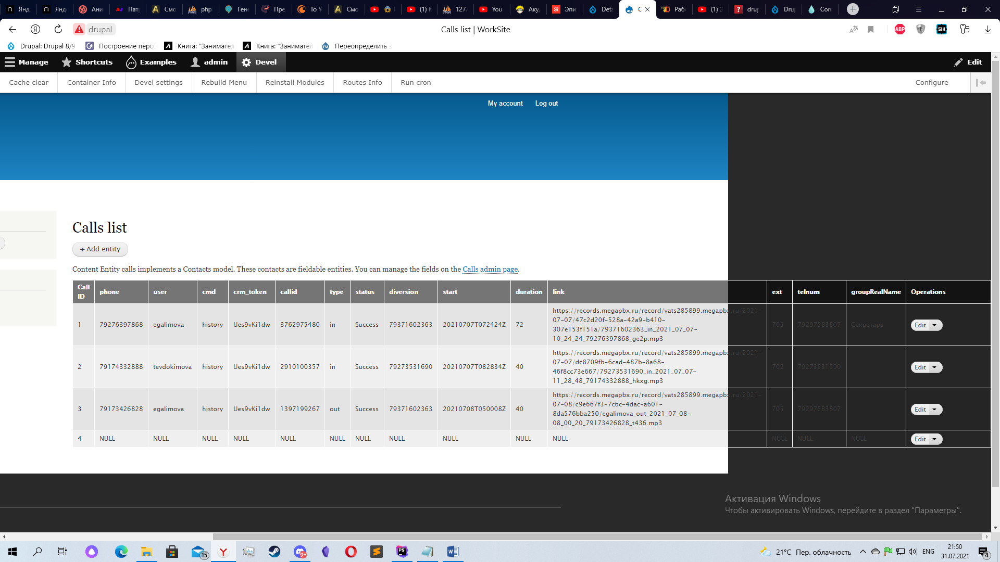 Янд
Янд
Ани
Пат
Смо
php
Ген
Пре
To Y
Смо
(1)
127.
You
Аку
Эпи
Deta
C
Раб
(1)
drup
Drup
Con
drupal
Calls list | WorkSite
Drupal: Drupal 8/9
Построение перс
Книга: "Занимател
Книга: "Занимател
Переопределить
Manage
Shortcuts
Examples
admin
Devel
Edit
Cache clear
Container Info
Devel settings
Rebuild Menu
Reinstall Modules
Routes Info
Run cron
Configure
My account
Log out
Calls list
+ Add entity
Content Entity calls implements a Contacts model. These contacts are fieldable entities. You can manage the fields on the Calls admin page.
Call ID phone user cmd crm_token callid type status diversion start duration link ext telnum groupRealName Operations
1 79276397868 egalimova history Ues9vKi1dw 3762975480 in Success 79371602363 20210707T072424Z 72 https://records.megapbx.ru/record/vats285899.megapbx.ru/2021-
07-07/47c2d20f-528a-42a9-b410-
307e153f151a/79371602363_in_2021_07_07-
10_24_24_79276397868_ge2p.mp3 705 79297583807 Секретарь Edit
2 79174332888 tevdokimova history Ues9vKi1dw 2910100357 in Success 79273531690 20210707T082834Z 40 https://records.megapbx.ru/record/vats285899.megapbx.ru/2021-
07-07/dc8709fb-6cad-487b-8a68-
46f8cc73e667/79273531690_in_2021_07_07-
11_28_48_79174332888_hkxg.mp3 702 79273531690 Edit
3 79173426828 egalimova history Ues9vKi1dw 1397199267 out Success 79371602363 20210708T050008Z 40 https://records.megapbx.ru/record/vats285899.megapbx.ru/2021-
07-08/c9e667f3-7c6c-4dac-a601-
8da576bba250/egalimova_out_2021_07_08-
08_00_20_79173426828_t436.mp3 705 79297583807 Edit
4 NULL NULL NULL NULL NULL NULL NULL NULL NULL NULL NULL NULL NULL NULL Edit
Активация Windows
Чтобы активировать Windows, перейдите в раздел "Параметры".
15
9+
21°C Пер. облачность
ENG
21:50
31.07.2021
4